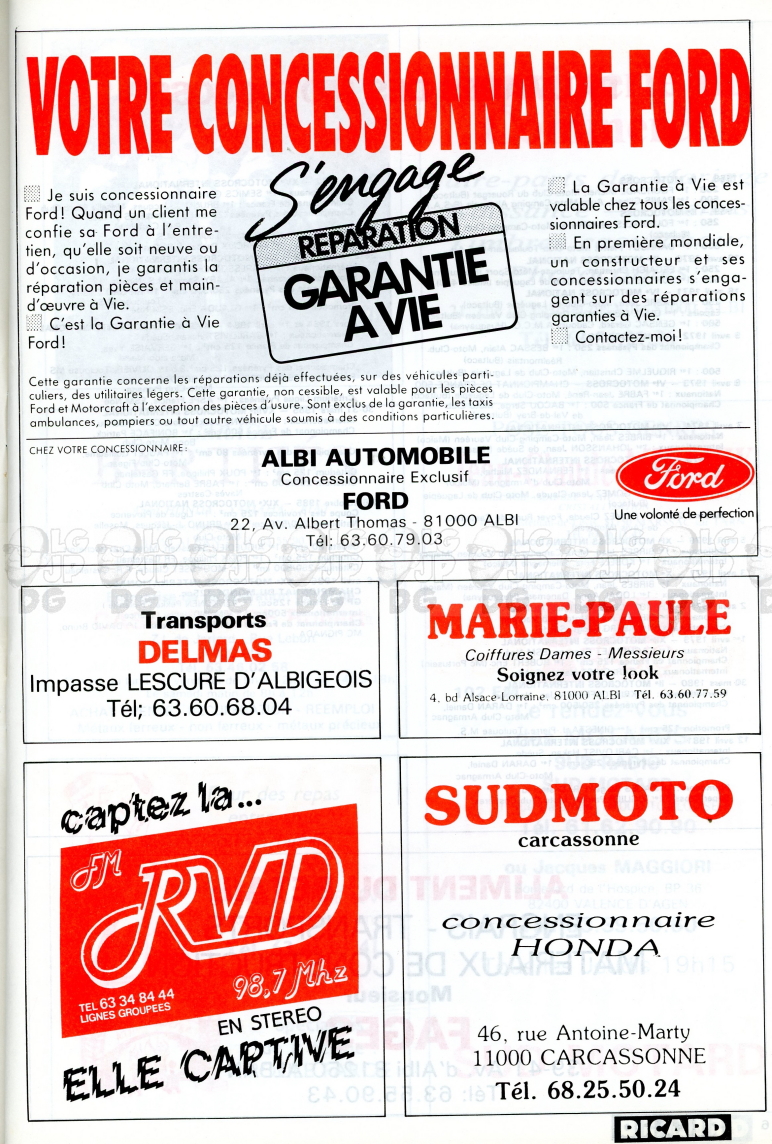 VOTRE CONCESSIONNAIRE FORD
S'engage
REPARATION
GARANTIE
A VIE
Je suis concessionnaire
Ford! Quand un client me
confie sa Ford à l'entre-
tien, qu'elle soit neuve ou
d'occasion, je garantis la
réparation pièces et main-
d'œuvre à Vie.
C'est la Garantie à Vie
Ford!
La Garantie à Vie est
valable chez tous les conces-
sionnaires Ford.
En première mondiale,
un constructeur et ses
concessionnaires s'enga-
gent sur des réparations
garanties à Vie.
Contactez-moi!
Cette garantie concerne les réparations déjà effectuées, sur des véhicules parti-
culiers, des utilitaires légers. Cette garantie, non cessible, est valable pour les pièces
Ford et Motorcraft à l'exception des pièces d'usure. Sont exclus de la garantie, les taxis
ambulances, pompiers ou tout autre véhicule soumis à des conditions particulières.
CHEZ VOTRE CONCESSIONNAIRE:
ALBI AUTOMOBILE
Concessionnaire Exclusif
FORD
22, Av. Albert Thomas - 81000 ALBI
Tél: 63.60.79.03
Ford
Une volonté de perfection
LG JP DG
Transports
DELMAS
Impasse LESCURE D'ALBIGEOIS
Tél; 63.60.68.04
MARIE-PAULE
Coiffures Dames - Messieurs
Soignez votre look
4, bd Alsace-Lorraine, 81000 ALBI - Tél. 63.60.77.59
captez la...
FM
RVD
98,7 Mhz
TEL 63 34 84 44
LIGNES GROUPEES
EN STEREO
ELLE CAPTIVE
SUDMOTO
carcassonne
concessionnaire
HONDA
46, rue Antoine-Marty
11000 CARCASSONNE
Tél. 68.25.50.24
RICARD